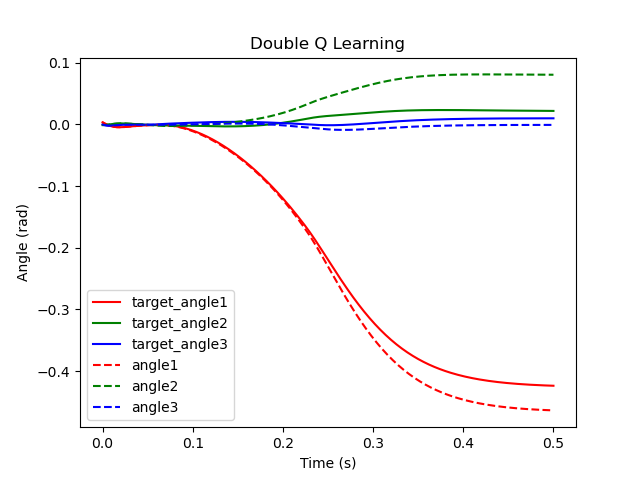 Double Q Learning
0.1
0.0
−0.1
−0.2
−0.3
−0.4
Angle (rad)
target_angle1
target_angle2
target_angle3
angle1
angle2
angle3
0.0 0.1 0.2 0.3 0.4 0.5
Time (s)